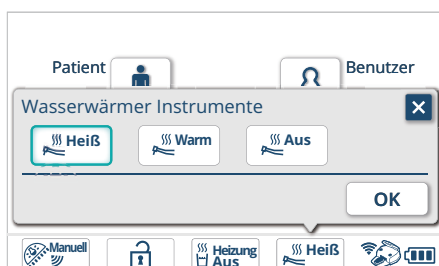 Patient Benutzer
Wasserwärmer Instrumente
Heiß Warm Aus
OK
Manuell Heizung Heiß
Aus